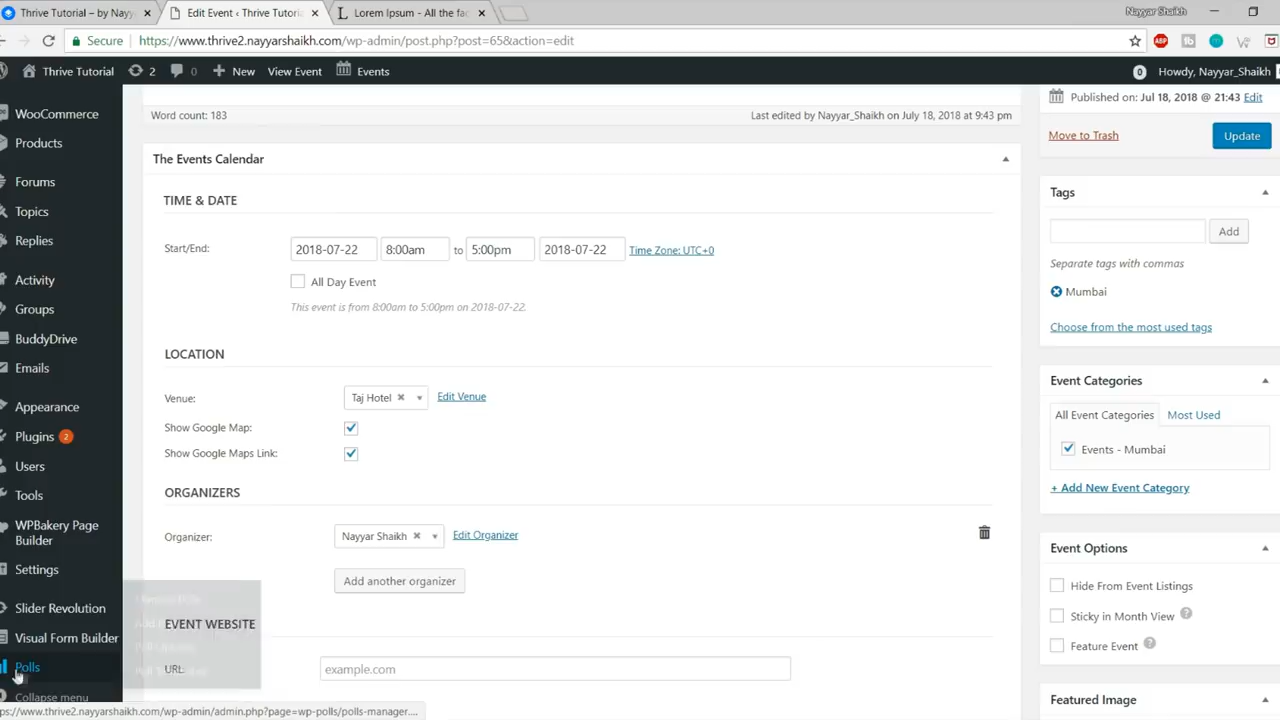 Thrive Tutorial – by Nayy
Edit Event ‹ Thrive Tutori
Lorem Ipsum - All the fac
Nayyar Shaikh
Secure
https://www.thrive2.nayyarshaikh.com/wp-admin/post.php?post=65&action=edit
ABP
Thrive Tutorial
2
0
New
View Event
Events
0
Howdy, Nayyar_Shaikh
WooCommerce
Products
Forums
Topics
Replies
Activity
Groups
BuddyDrive
Emails
Appearance
Plugins 2
Users
Tools
WPBakery Page
Builder
Settings
Slider Revolution
Visual Form Builder
Polls
Collapse menu
Word count: 183
Last edited by Nayyar_Shaikh on July 18, 2018 at 9:43 pm
The Events Calendar
TIME & DATE
Start/End:
2018-07-22
8:00am
to
5:00pm
2018-07-22
Time Zone: UTC+0
All Day Event
This event is from 8:00am to 5:00pm on 2018-07-22.
LOCATION
Venue:
Taj Hotel
Edit Venue
Show Google Map:
Show Google Maps Link:
ORGANIZERS
Organizer:
Nayyar Shaikh
Edit Organizer
Add another organizer
EVENT WEBSITE
URL:
example.com
Published on: Jul 18, 2018 @ 21:43 Edit
Move to Trash
Update
Tags
Add
Separate tags with commas
Mumbai
Choose from the most used tags
Event Categories
All Event Categories
Most Used
Events - Mumbai
+ Add New Event Category
Event Options
Hide From Event Listings
Sticky in Month View
Feature Event
Featured Image
ps://www.thrive2.nayyarshaikh.com/wp-admin/admin.php?page=wp-polls/polls-manager....